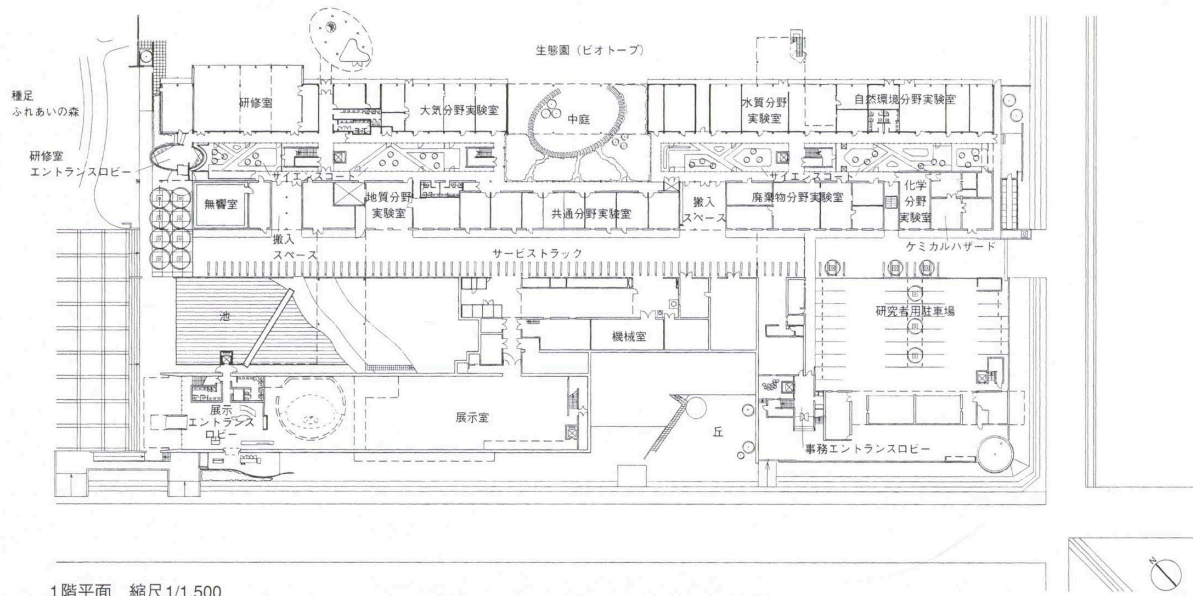 生態園（ビオトープ）
種足
ふれあいの森
研修室
大気分野実験室
中庭
水質分野
実験室
自然環境分野実験室
研修室
エントランスロビー
サイエンスコート
サイエンスコート
無響室
地質分野
実験室
共通分野実験室
搬入
スペース
廃棄物分野実験室
化学
分野
実験室
搬入
スペース
サービストラック
ケミカルハザード
池
機械室
研究者用駐車場
展示
エントランス
ロビー
展示室
丘
事務エントランスロビー
N
1階平面　縮尺1/1,500